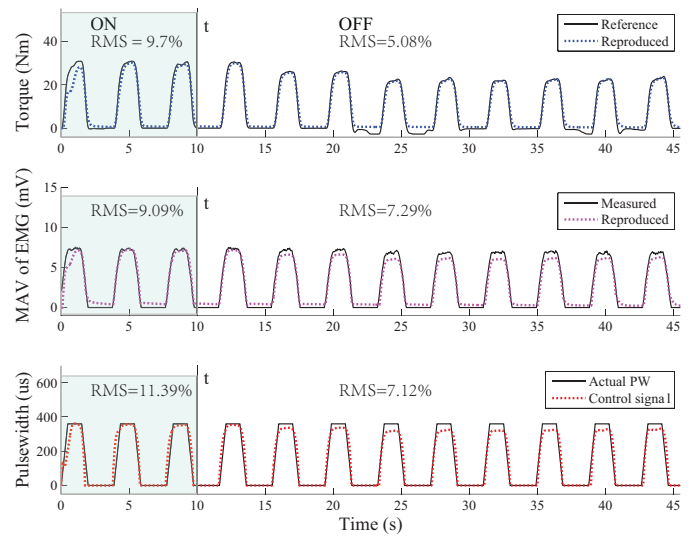 ON
t
OFF
RMS = 9.7%
RMS=5.08%
Reference
Reproduced
Torque (Nm)
40
20
0
0 5 10 15 20 25 30 35 40 45
RMS=9.09%
t
RMS=7.29%
Measured
Reproduced
MAV of EMG (mV)
15
10
5
0
0 5 10 15 20 25 30 35 40 45
RMS=11.39%
t
RMS=7.12%
Actual PW
Control signal
Pulsewidth (us)
600
400
200
0
0 5 10 15 20 25 30 35 40 45
Time (s)